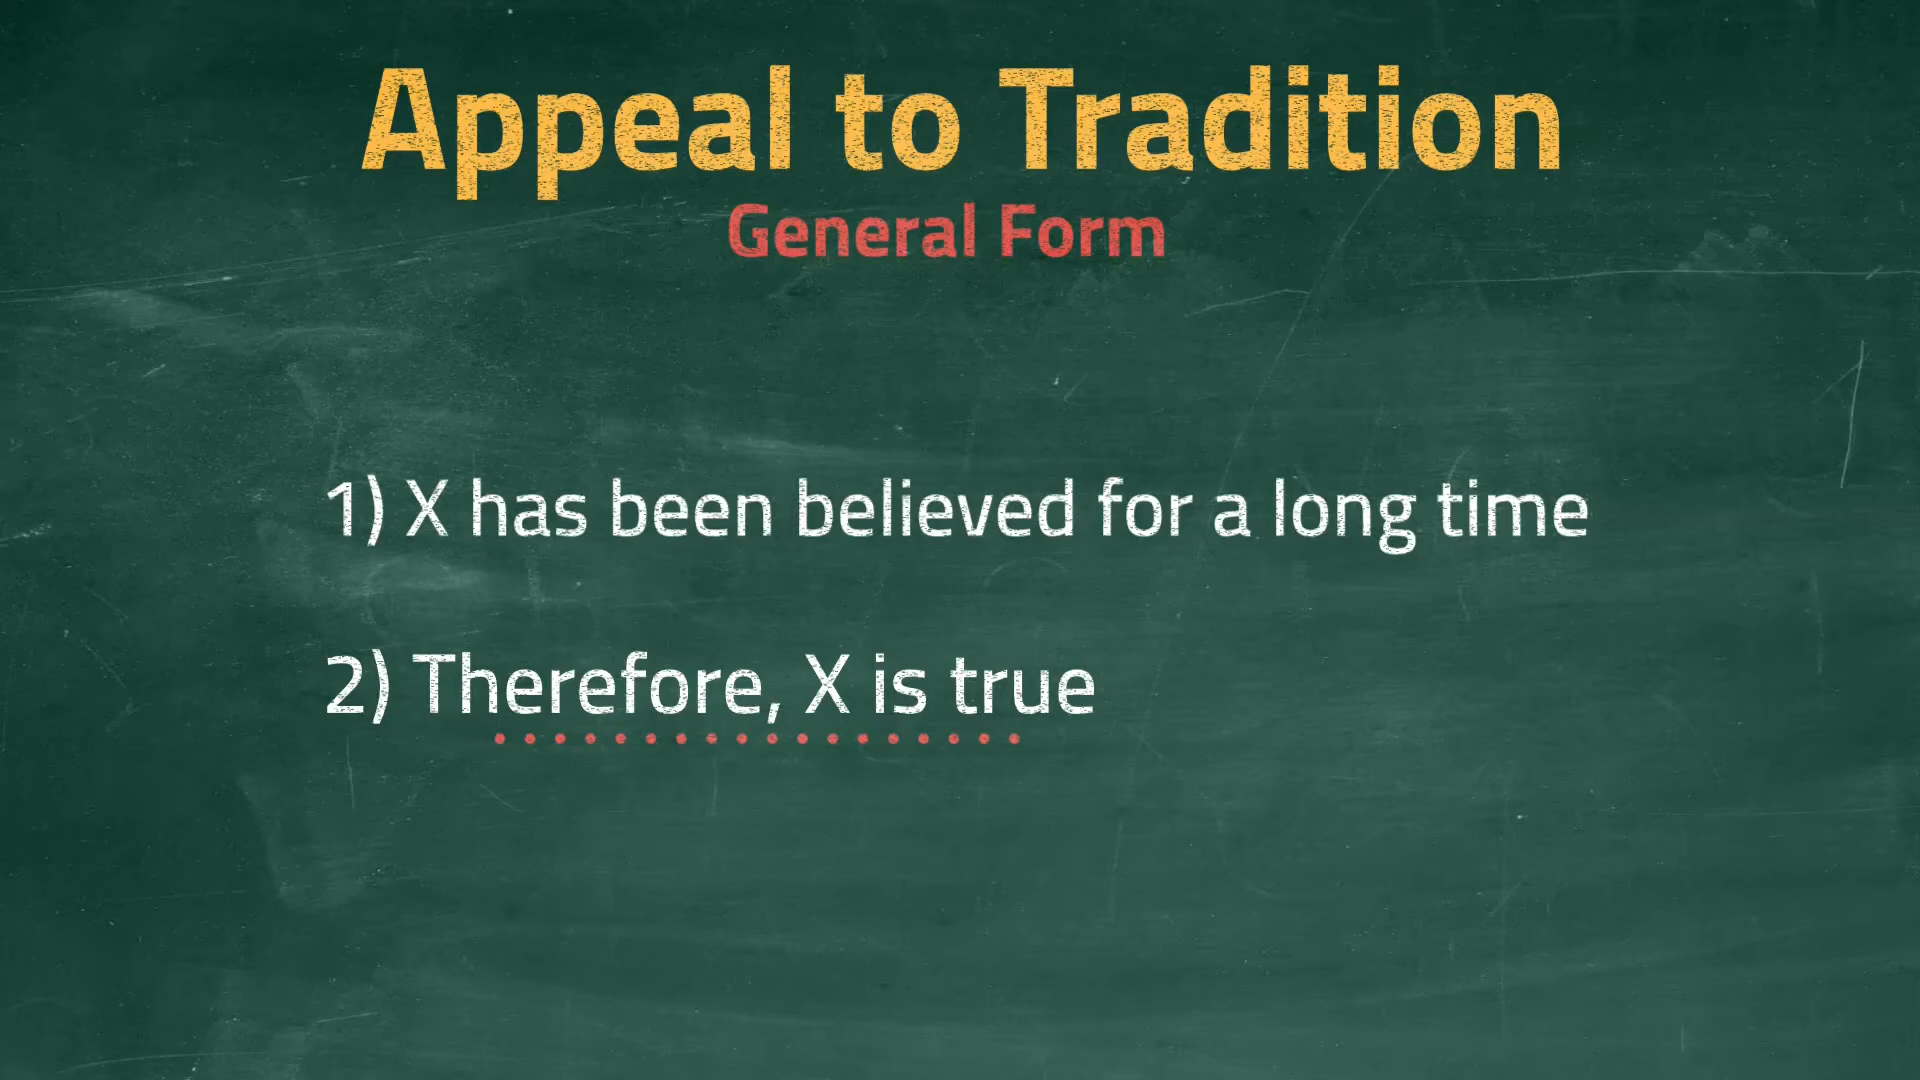 Appeal to Tradition
General Form
1) X has been believed for a long time
2) Therefore, X is true